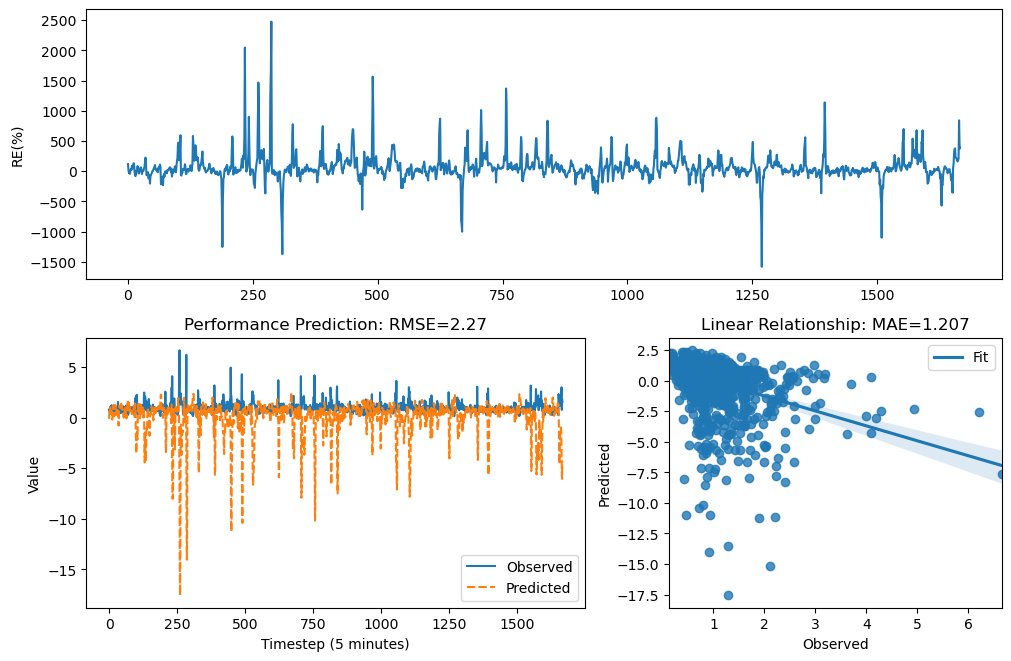 2500
2000
1500
1000
500
0
−500
−1000
−1500
RE(%)
0 250 500 750 1000 1250 1500
Performance Prediction: RMSE=2.27
5
0
−5
−10
−15
Value
Observed
Predicted
0 250 500 750 1000 1250 1500
Timestep (5 minutes)
Linear Relationship: MAE=1.207
Fit
2.5
0.0
−2.5
−5.0
−7.5
−10.0
−12.5
−15.0
−17.5
Predicted
1 2 3 4 5 6
Observed